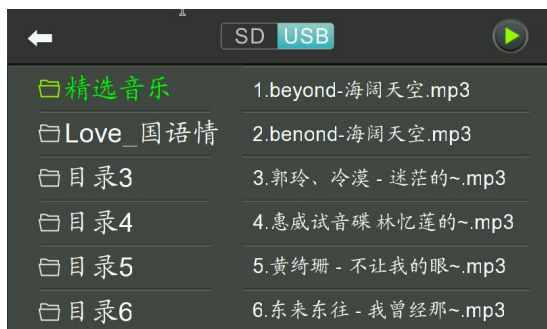 SD USB
精选音乐
Love_国语情
目录3
目录4
目录5
目录6
1.beyond-海阔天空.mp3
2.benond-海阔天空.mp3
3.郭玲、冷漠 - 迷茫的~.mp3
4.惠威试音碟 林忆莲的~.mp3
5.黄绮珊 - 不让我的眼~.mp3
6.东来东往 - 我曾经那~.mp3